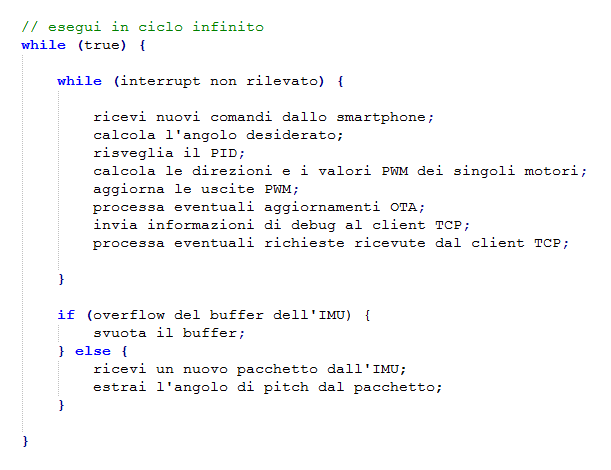 // esegui in ciclo infinito
while (true) {
while (interrupt non rilevato) {
ricevi nuovi comandi dallo smartphone;
calcola l'angolo desiderato;
risveglia il PID;
calcola le direzioni e i valori PWM dei singoli motori;
aggiorna le uscite PWM;
processa eventuali aggiornamenti OTA;
invia informazioni di debug al client TCP;
processa eventuali richieste ricevute dal client TCP;
}
if (overflow del buffer dell'IMU) {
svuota il buffer;
} else {
ricevi un nuovo pacchetto dall'IMU;
estrai l'angolo di pitch dal pacchetto;
}
}